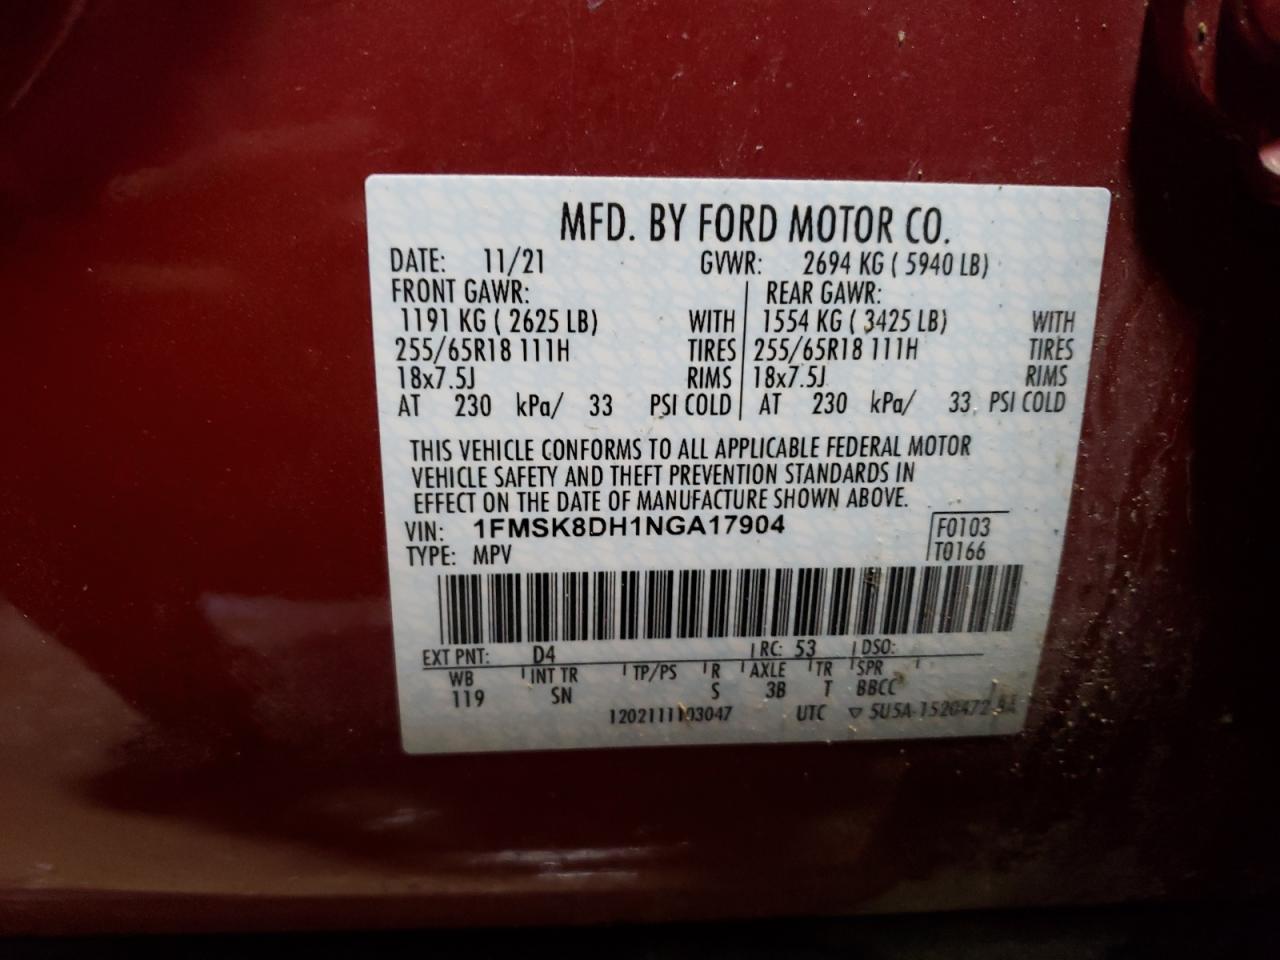 MFD. BY FORD MOTOR CO.
DATE: 11/21 GVWR: 2694 KG ( 5940 LB)
FRONT GAWR: REAR GAWR:
1191 KG ( 2625 LB) WITH 1554 KG ( 3425 LB) WITH
255/65R18 111H TIRES 255/65R18 111H TIRES
18x7.5J RIMS 18x7.5J RIMS
AT 230 kPa/ 33 PSI COLD AT 230 kPa/ 33 PSI COLD
THIS VEHICLE CONFORMS TO ALL APPLICABLE FEDERAL MOTOR
VEHICLE SAFETY AND THEFT PREVENTION STANDARDS IN
EFFECT ON THE DATE OF MANUFACTURE SHOWN ABOVE.
VIN: 1FMSK8DH1NGA17904 F0103
TYPE: MPV T0166
EXT PNT: D4 RC: 53 DSO:
WB INT TR TP/PS R AXLE TR SPR
119 SN S 3B T BBCC
1202111103047 UTC